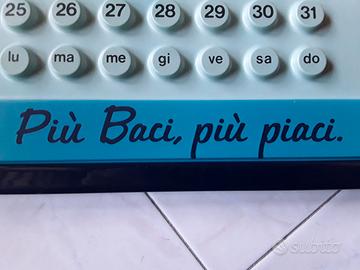 25 26 27 28 29 30 31
lu ma me gi ve sa do
Più Baci, più piaci.
subito